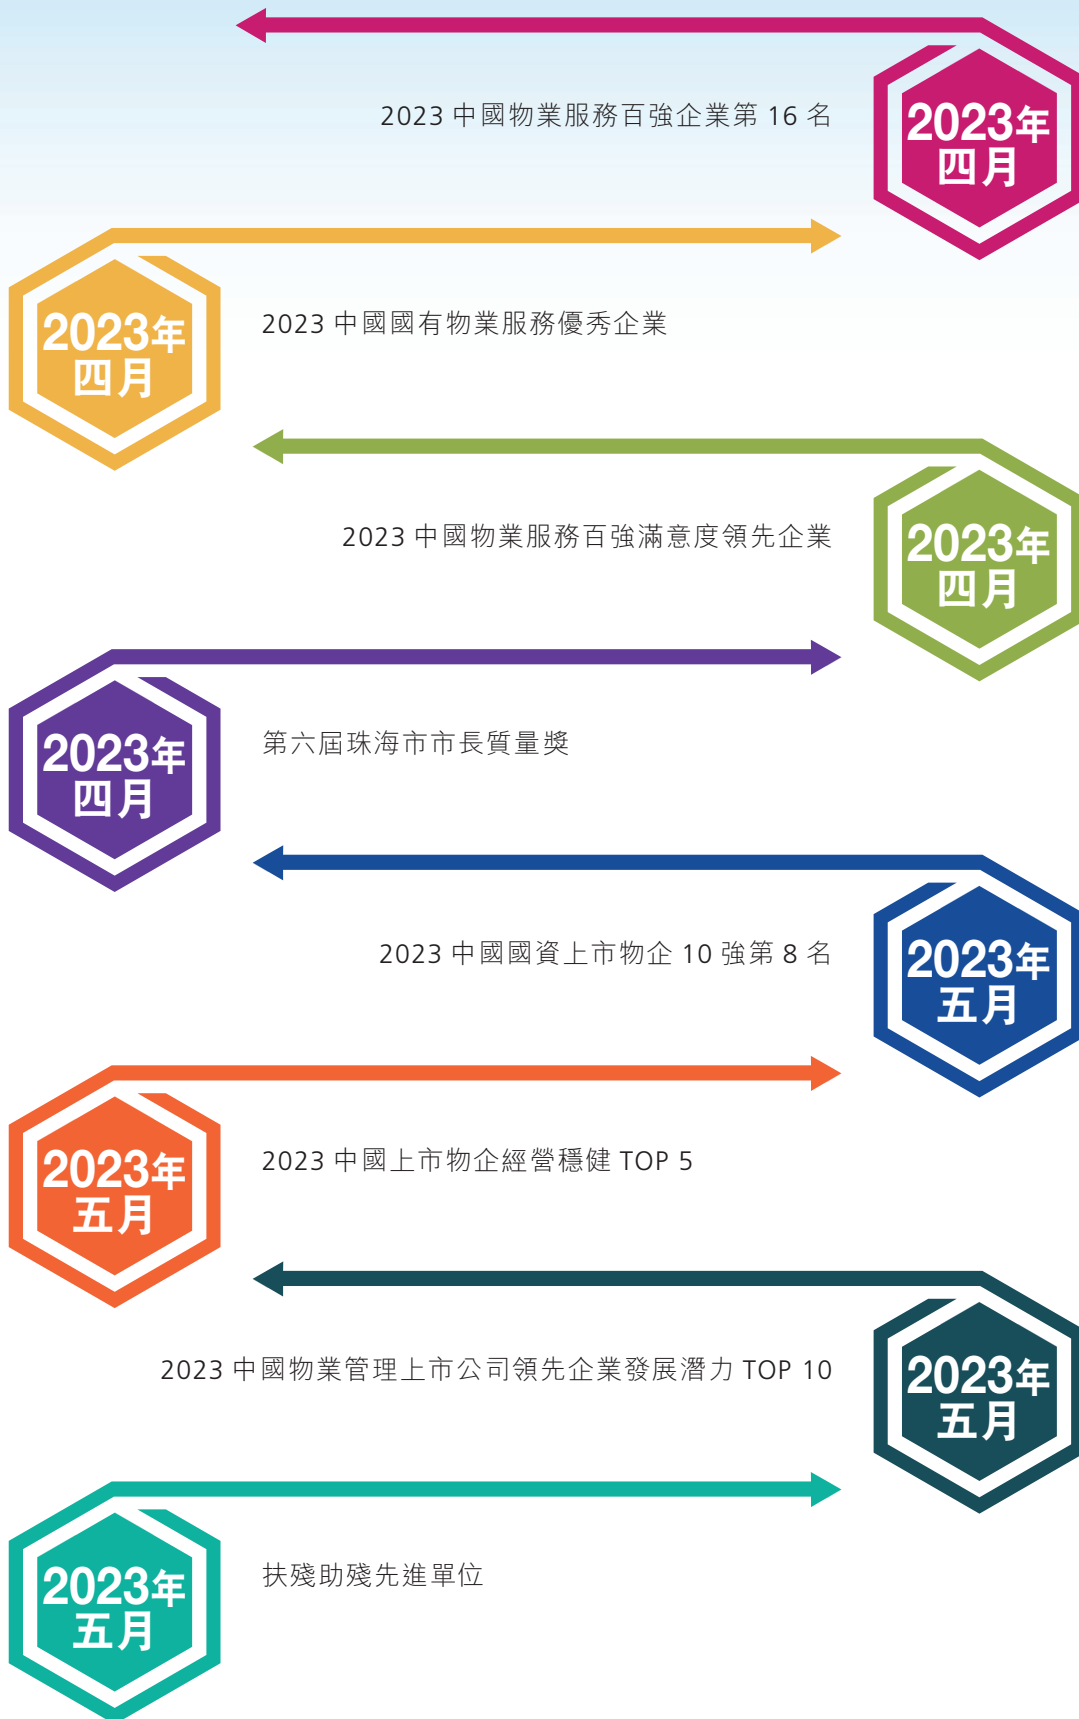 2023 中國物業服務百強企業第 16 名
2023年
四月
2023年
四月
2023 中國國有物業服務優秀企業
2023 中國物業服務百強滿意度領先企業
2023年
四月
2023年
四月
第六屆珠海市市長質量獎
2023 中國國資上市物企 10 強第 8 名
2023年
五月
2023年
五月
2023 中國上市物企經營穩健 TOP 5
2023 中國物業管理上市公司領先企業發展潛力 TOP 10
2023年
五月
2023年
五月
扶殘助殘先進單位